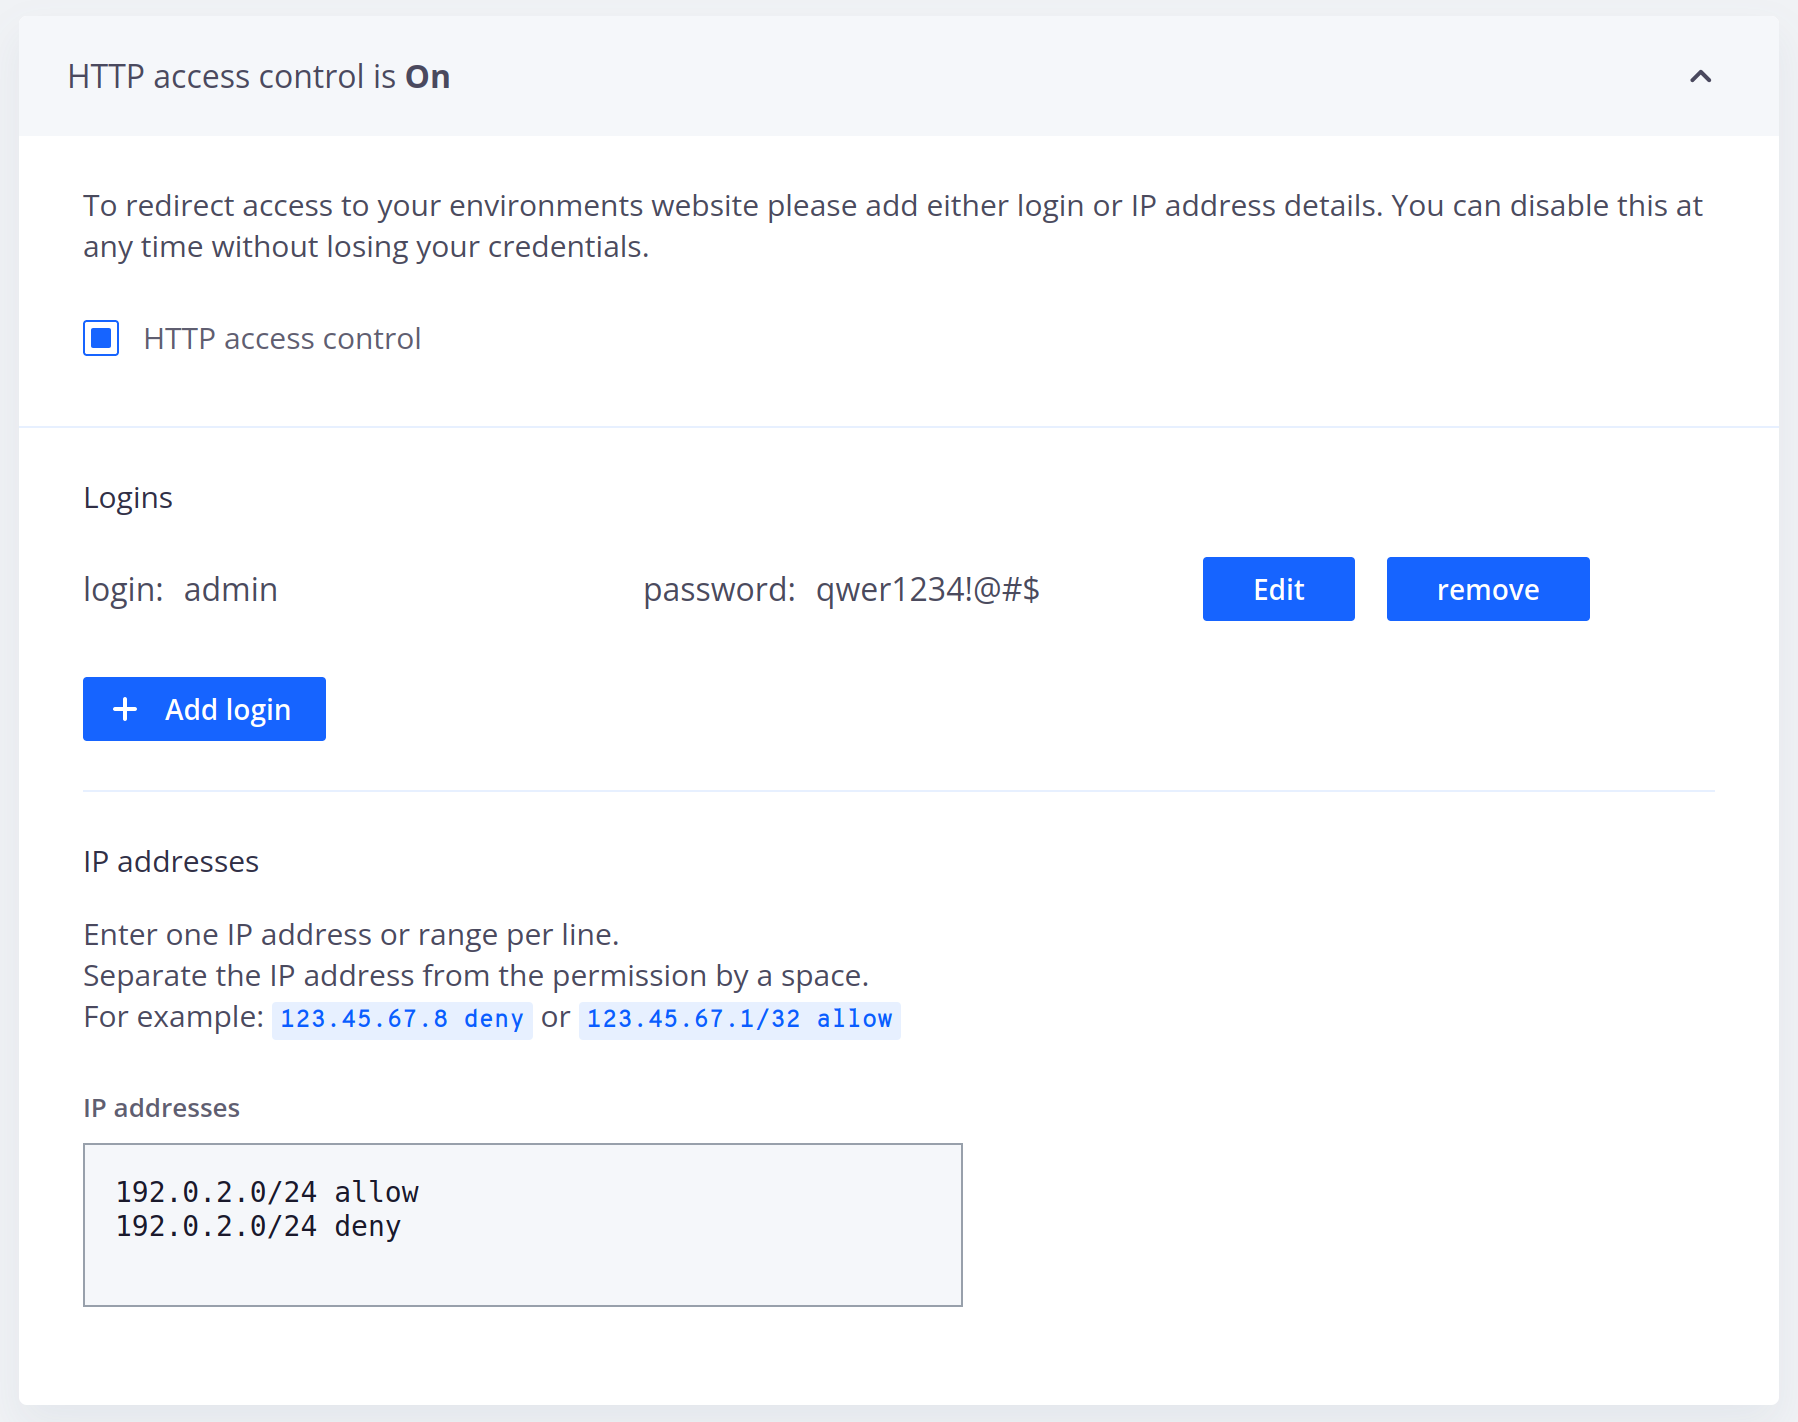 HTTP access control is On
To redirect access to your environments website please add either login or IP address details. You can disable this at
any time without losing your credentials.
HTTP access control
Logins
login: admin password: qwer1234!@#$ Edit remove
+ Add login
IP addresses
Enter one IP address or range per line.
Separate the IP address from the permission by a space.
For example: 123.45.67.8 deny or 123.45.67.1/32 allow
IP addresses
192.0.2.0/24 allow
192.0.2.0/24 deny